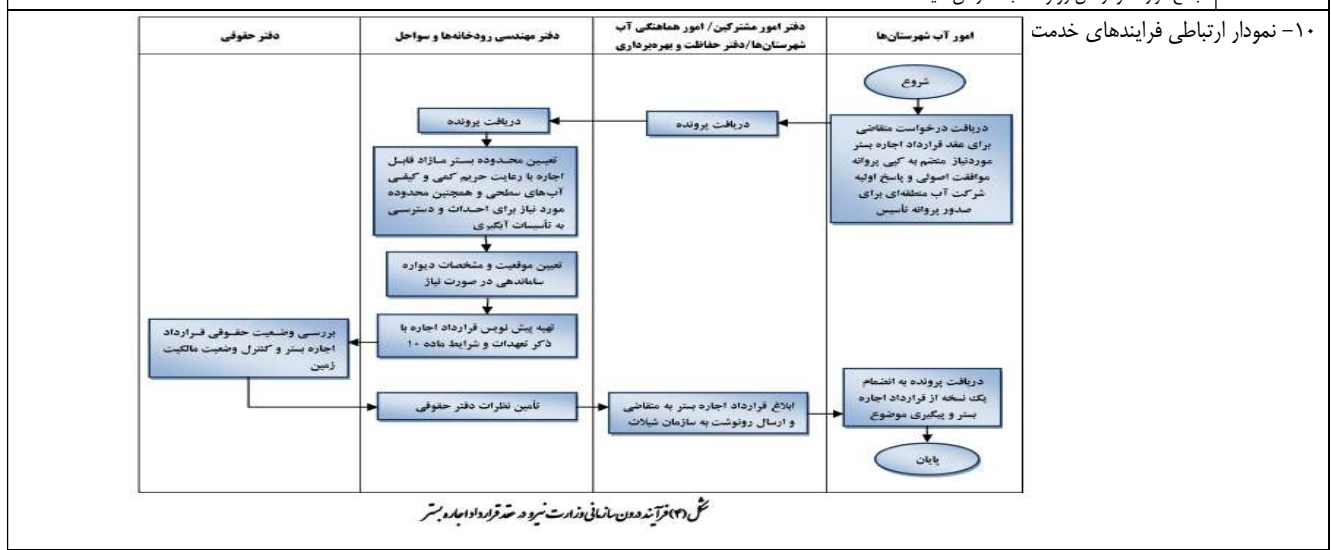 ۱۰- نمودار ارتباطی فرایندهای خدمت
امور آب شهرستان‌ها
دفتر امور مشترکین/ امور هماهنگی آب
شهرستان‌ها/دفتر حفاظت و بهره‌برداری
دفتر مهندسی رودخانه‌ها و سواحل
دفتر حقوقی
شروع
دریافت درخواست متقاضی
برای عقد قرارداد اجاره بستر
موردنیاز منضم به کپی پروانه
موافقت اصولی و پاسخ اولیه
شرکت آب منطقه‌ای برای
صدور پروانه تأسیس
دریافت پرونده
دریافت پرونده
تعیین محدوده بستر مازاد قابل
اجاره با رعایت حریم کمی و کیفی
آب‌های سطحی و همچنین محدوده
مورد نیاز برای احداث و دسترسی
به تأسیسات آبگیری
تعیین موقعیت و مشخصات دیواره
ساماندهی در صورت نیاز
تهیه پیش نویس قرارداد اجاره با
ذکر تعهدات و شرایط ماده ۱۰
بررسی وضعیت حقوقی قرارداد
اجاره بستر و کنترل وضعیت مالکیت
زمین
تأمین نظرات دفتر حقوقی
ابلاغ قرارداد اجاره بستر به متقاضی
و ارسال رونوشت به سازمان شیلات
دریافت پرونده به انضمام
یک نسخه از قرارداد اجاره
بستر و پیگیری موضوع
پایان
شکل (۴) فرآیند درون سازمانی وزارت نیرو در عقد قرارداد اجاره بستر